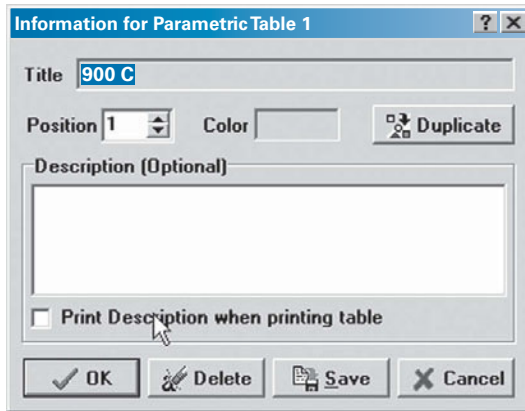 Information for Parametric Table 1
Title 900 C
Position 1 Color Duplicate
Description (Optional)
Print Description when printing table
OK Delete Save Cancel